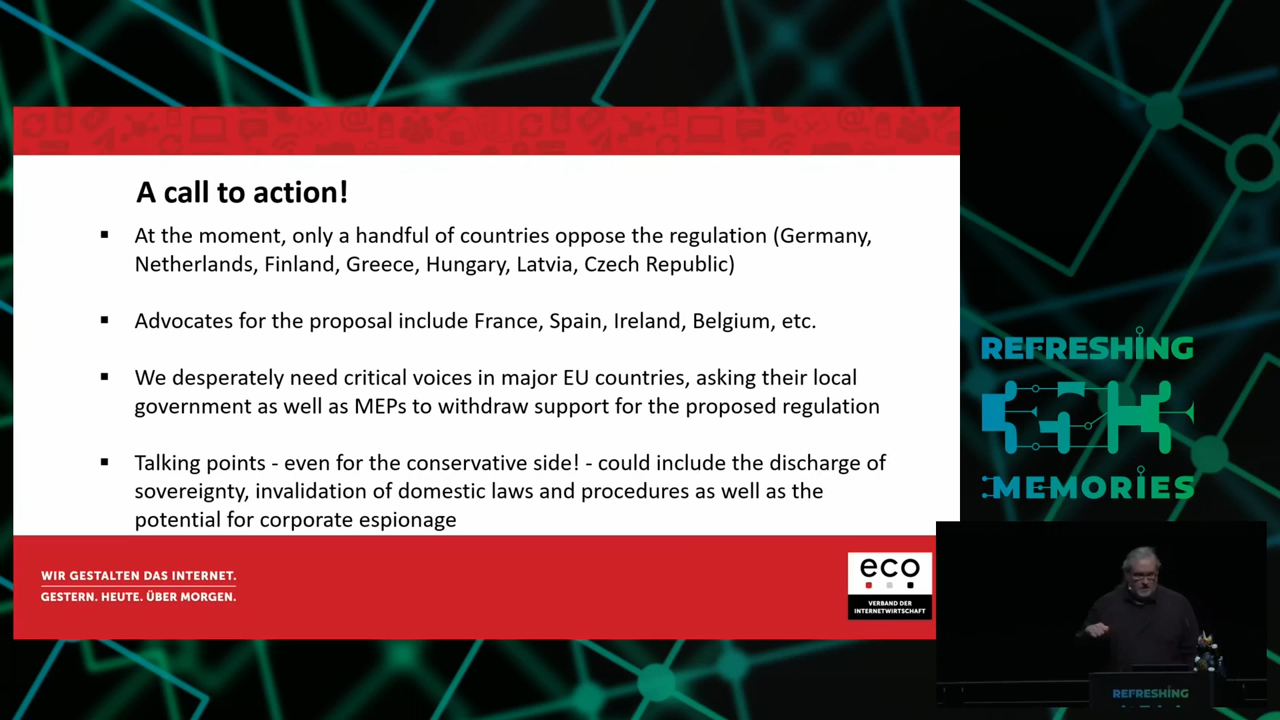 A call to action!
▪ At the moment, only a handful of countries oppose the regulation (Germany,
Netherlands, Finland, Greece, Hungary, Latvia, Czech Republic)
▪ Advocates for the proposal include France, Spain, Ireland, Belgium, etc.
▪ We desperately need critical voices in major EU countries, asking their local
government as well as MEPs to withdraw support for the proposed regulation
▪ Talking points - even for the conservative side! - could include the discharge of
sovereignty, invalidation of domestic laws and procedures as well as the
potential for corporate espionage
WIR GESTALTEN DAS INTERNET.
GESTERN. HEUTE. ÜBER MORGEN.
eco
VERBAND DER
INTERNETWIRTSCHAFT
REFRESHING
MEMORIES
REFRESHING